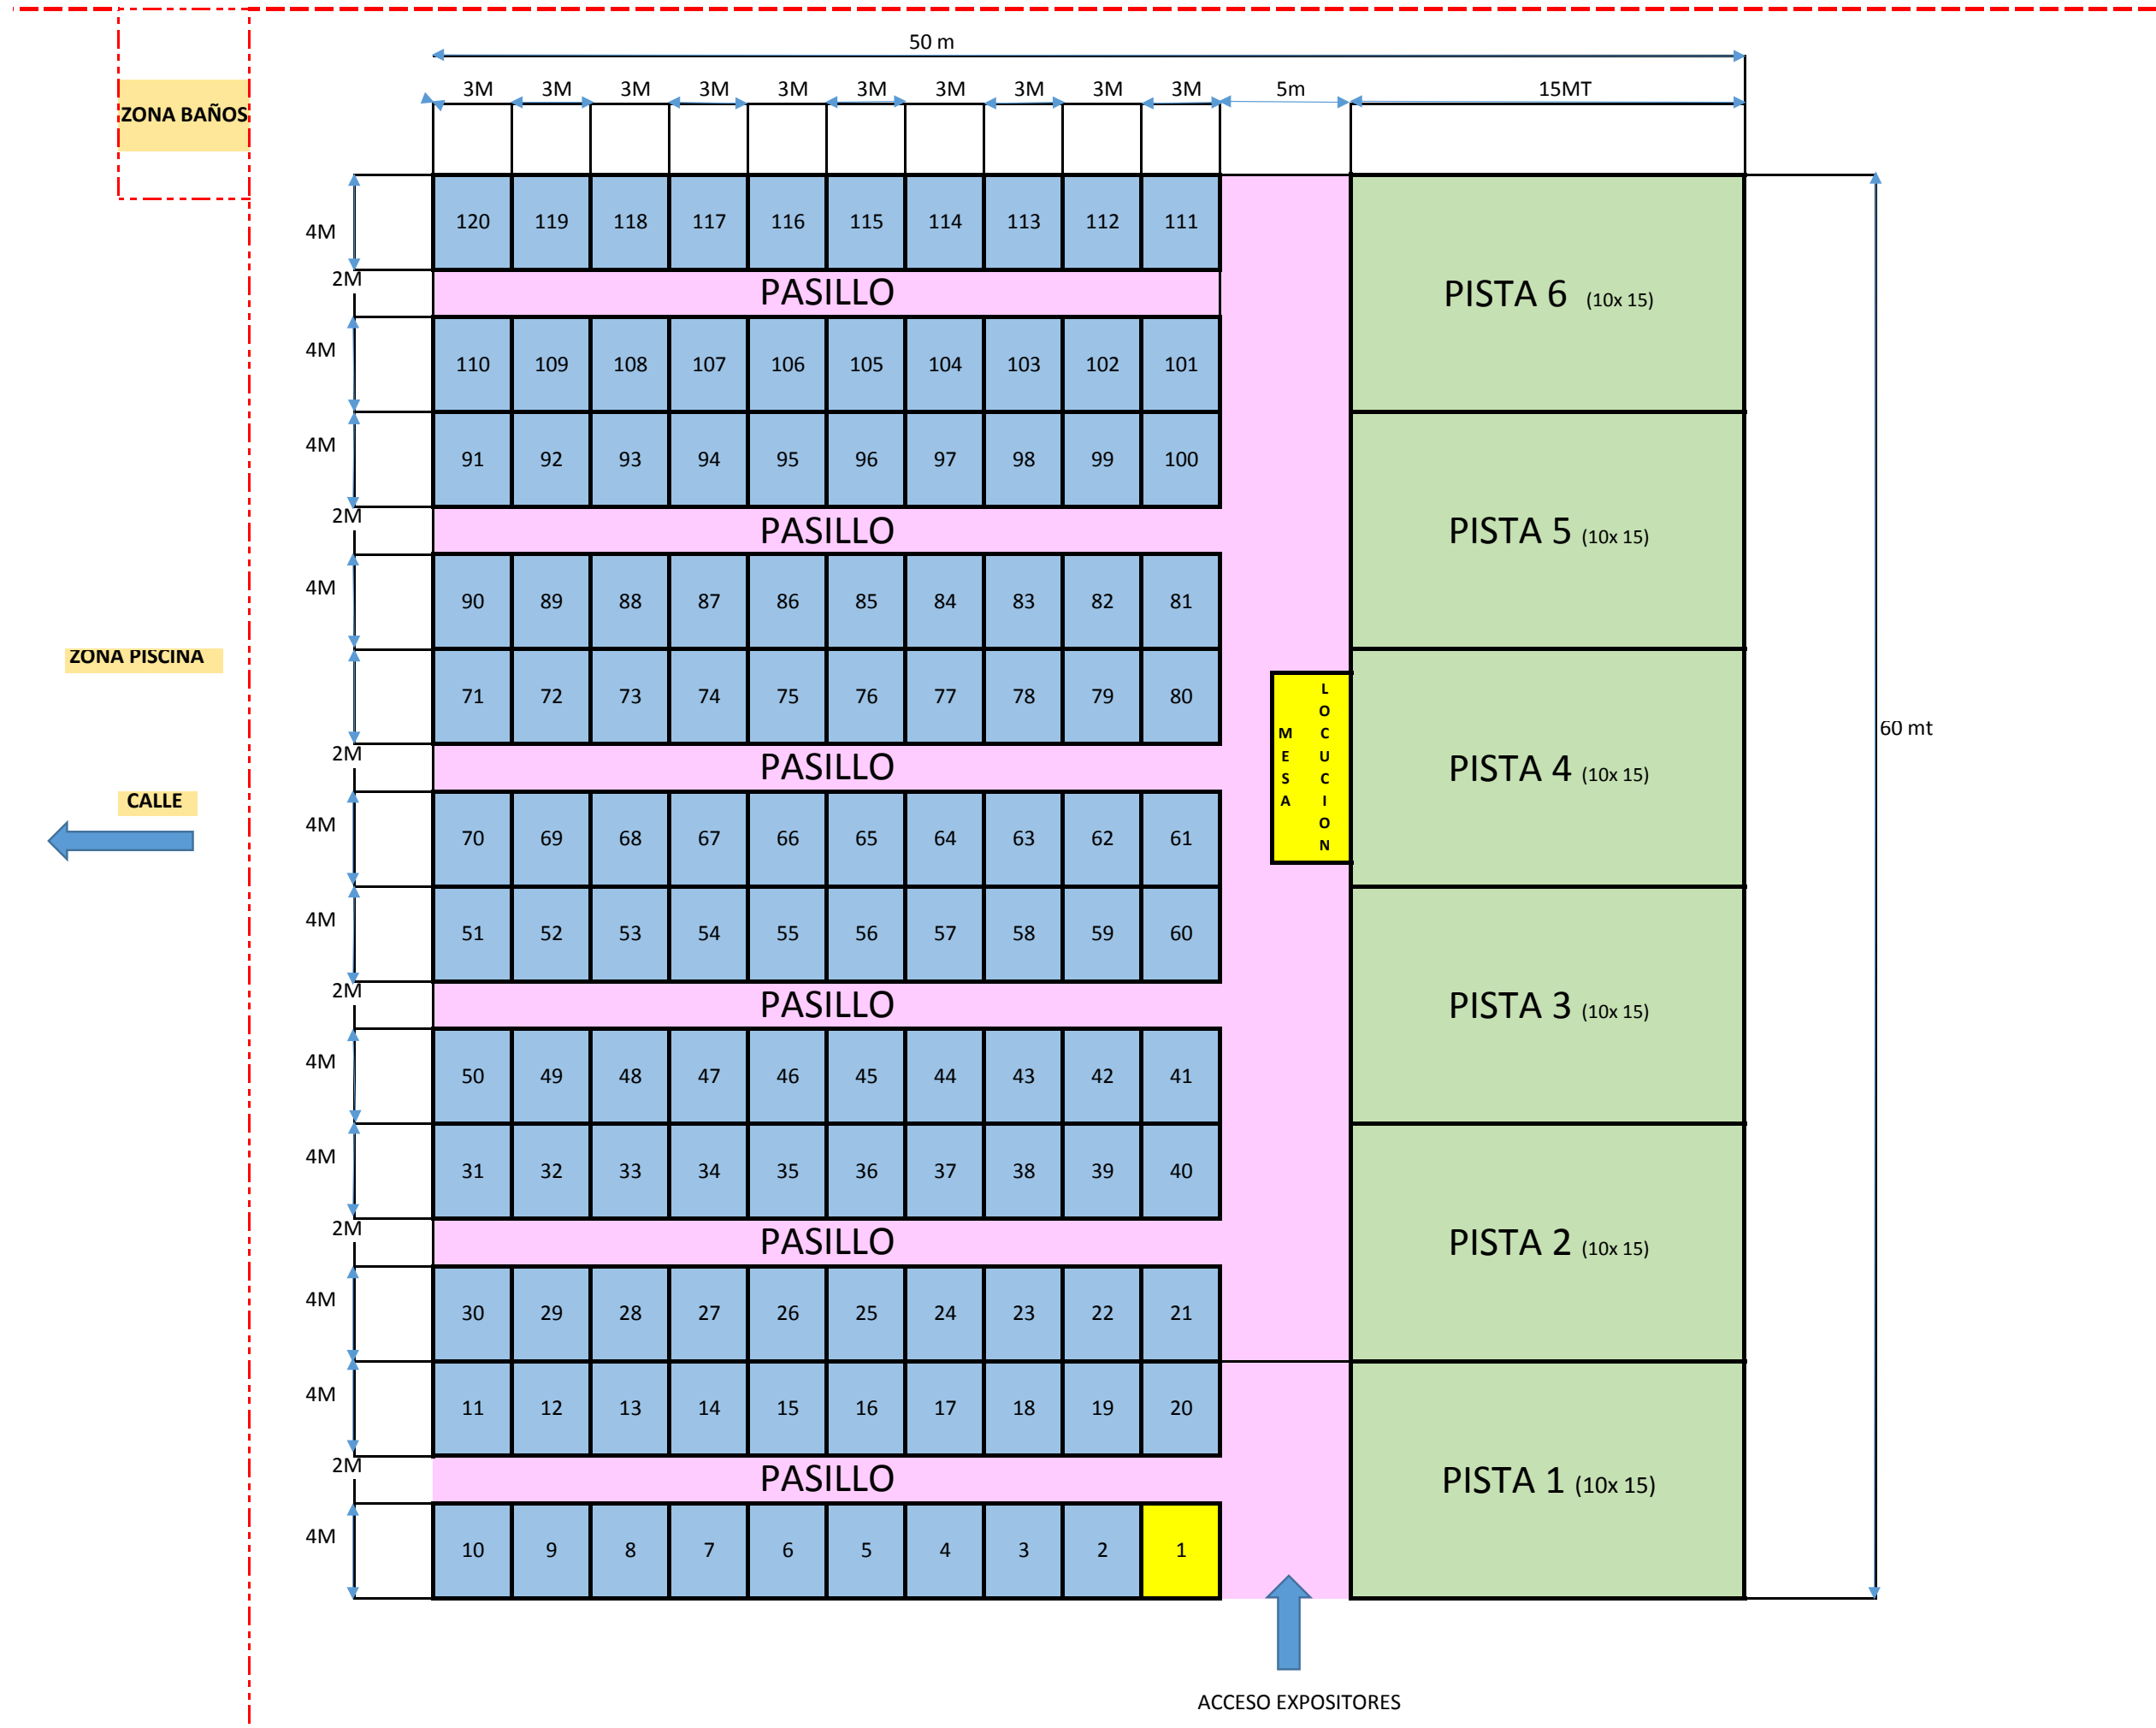 50 m
3M 3M 3M 3M 3M 3M 3M 3M 3M 3M 5m 15MT
ZONA BAÑOS
120 119 118 117 116 115 114 113 112 111
4M
2M
PASILLO
PISTA 6 (10x 15)
4M
110 109 108 107 106 105 104 103 102 101
4M
91 92 93 94 95 96 97 98 99 100
2M
PASILLO
PISTA 5 (10x 15)
4M
90 89 88 87 86 85 84 83 82 81
ZONA PISCINA
71 72 73 74 75 76 77 78 79 80
MESA
LOCUCION
60 mt
2M
PASILLO
PISTA 4 (10x 15)
CALLE
4M
70 69 68 67 66 65 64 63 62 61
4M
51 52 53 54 55 56 57 58 59 60
2M
PASILLO
PISTA 3 (10x 15)
4M
50 49 48 47 46 45 44 43 42 41
4M
31 32 33 34 35 36 37 38 39 40
2M
PASILLO
PISTA 2 (10x 15)
4M
30 29 28 27 26 25 24 23 22 21
4M
11 12 13 14 15 16 17 18 19 20
2M
PASILLO
PISTA 1 (10x 15)
4M
10 9 8 7 6 5 4 3 2 1
ACCESO EXPOSITORES